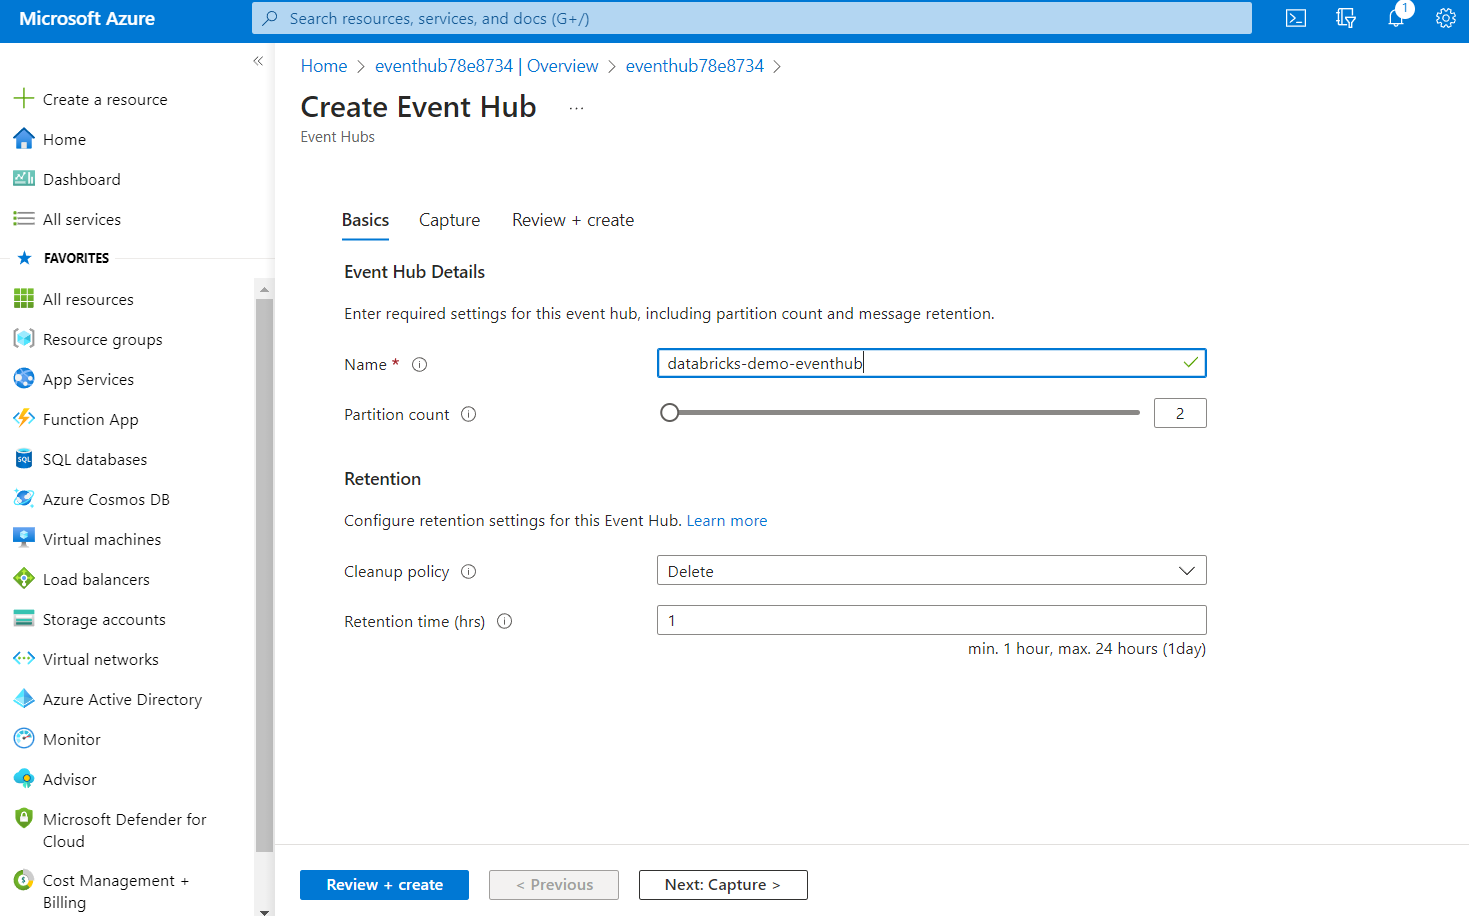 Microsoft Azure
Search resources, services, and docs (G+/)
1
«
Create a resource
Home
Dashboard
All services
FAVORITES
All resources
Resource groups
App Services
Function App
SQL databases
Azure Cosmos DB
Virtual machines
Load balancers
Storage accounts
Virtual networks
Azure Active Directory
Monitor
Advisor
Microsoft Defender for
Cloud
Cost Management +
Billing
Home > eventhub78e8734 | Overview > eventhub78e8734 >
Create Event Hub ...
Event Hubs
Basics Capture Review + create
Event Hub Details
Enter required settings for this event hub, including partition count and message retention.
Name * databricks-demo-eventhub
Partition count 2
Retention
Configure retention settings for this Event Hub. Learn more
Cleanup policy Delete
Retention time (hrs) 1
min. 1 hour, max. 24 hours (1day)
Review + create < Previous Next: Capture >